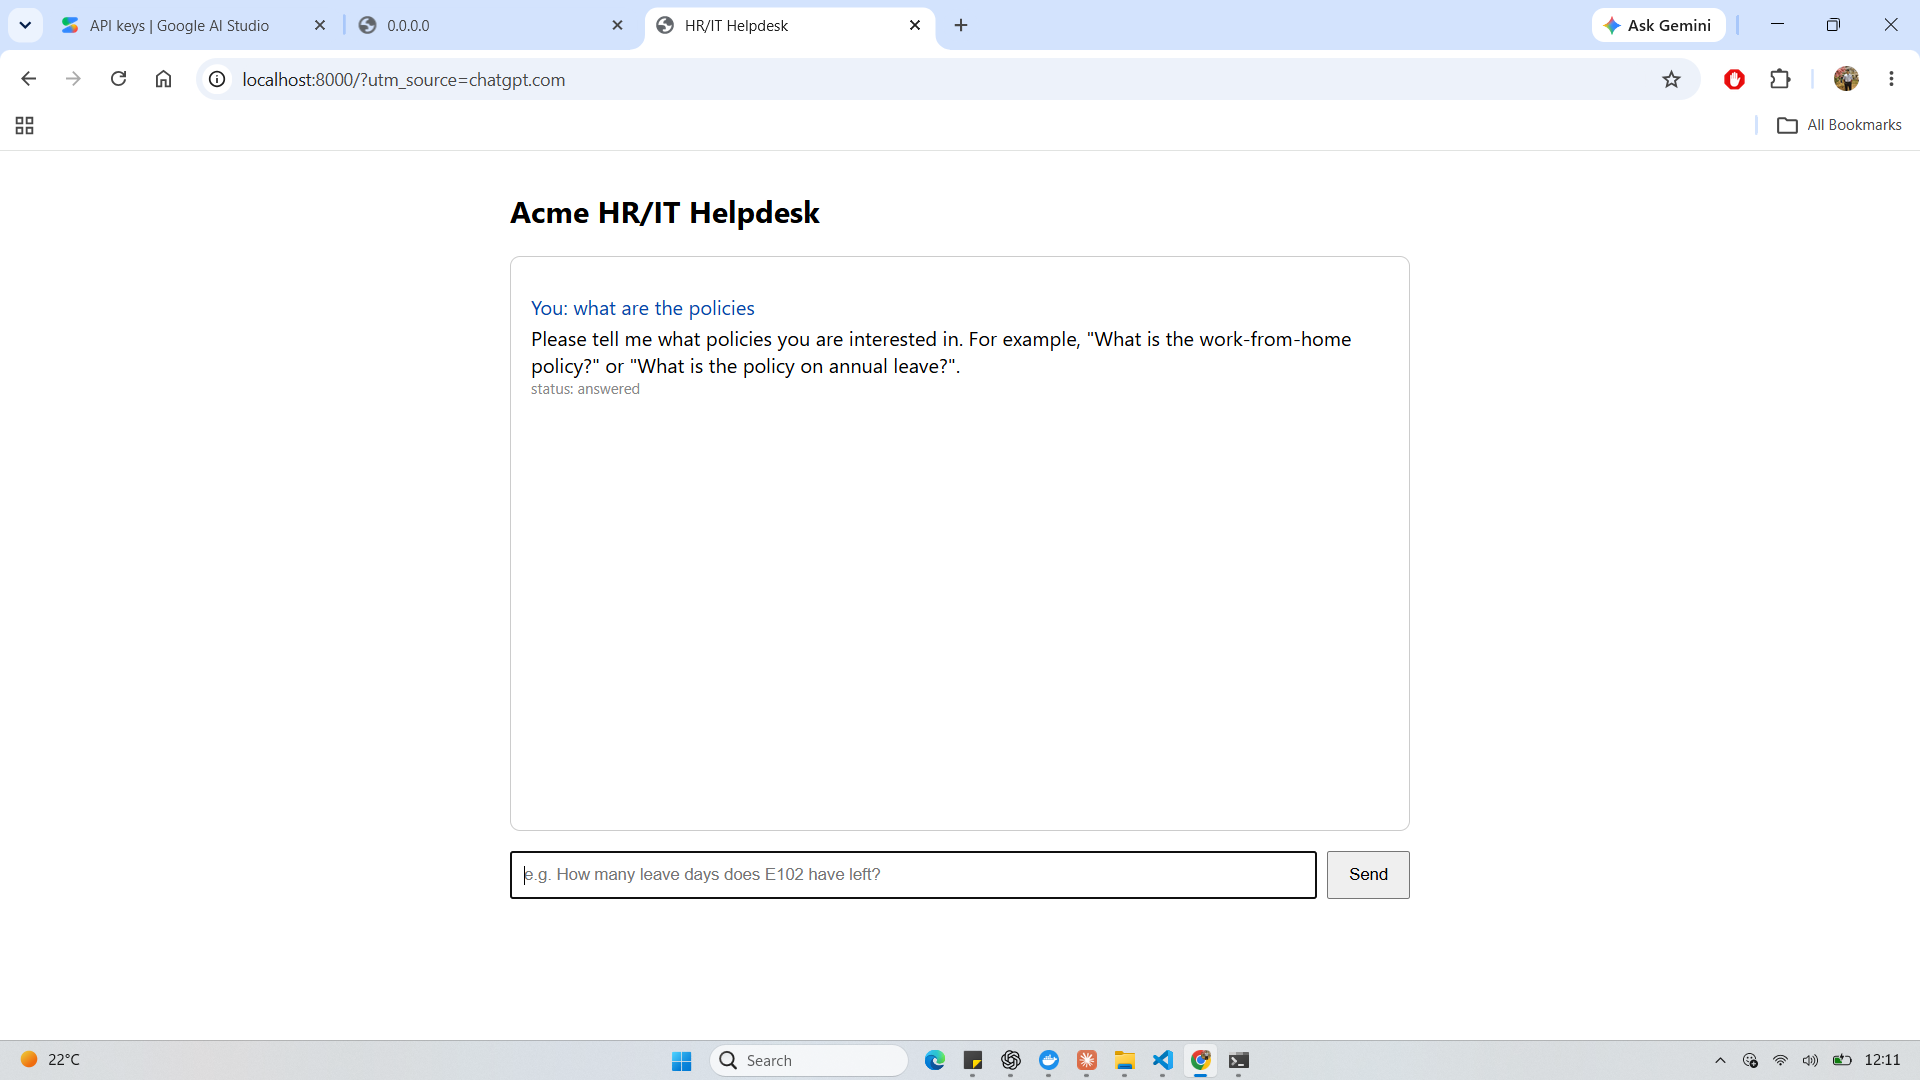 API keys | Google AI Studio
0.0.0.0
HR/IT Helpdesk
Ask Gemini
localhost:8000/?utm_source=chatgpt.com
All Bookmarks
Acme HR/IT Helpdesk
You: what are the policies
Please tell me what policies you are interested in. For example, "What is the work-from-home
policy?" or "What is the policy on annual leave?".
status: answered
e.g. How many leave days does E102 have left?
Send
22°C
Search
12:11